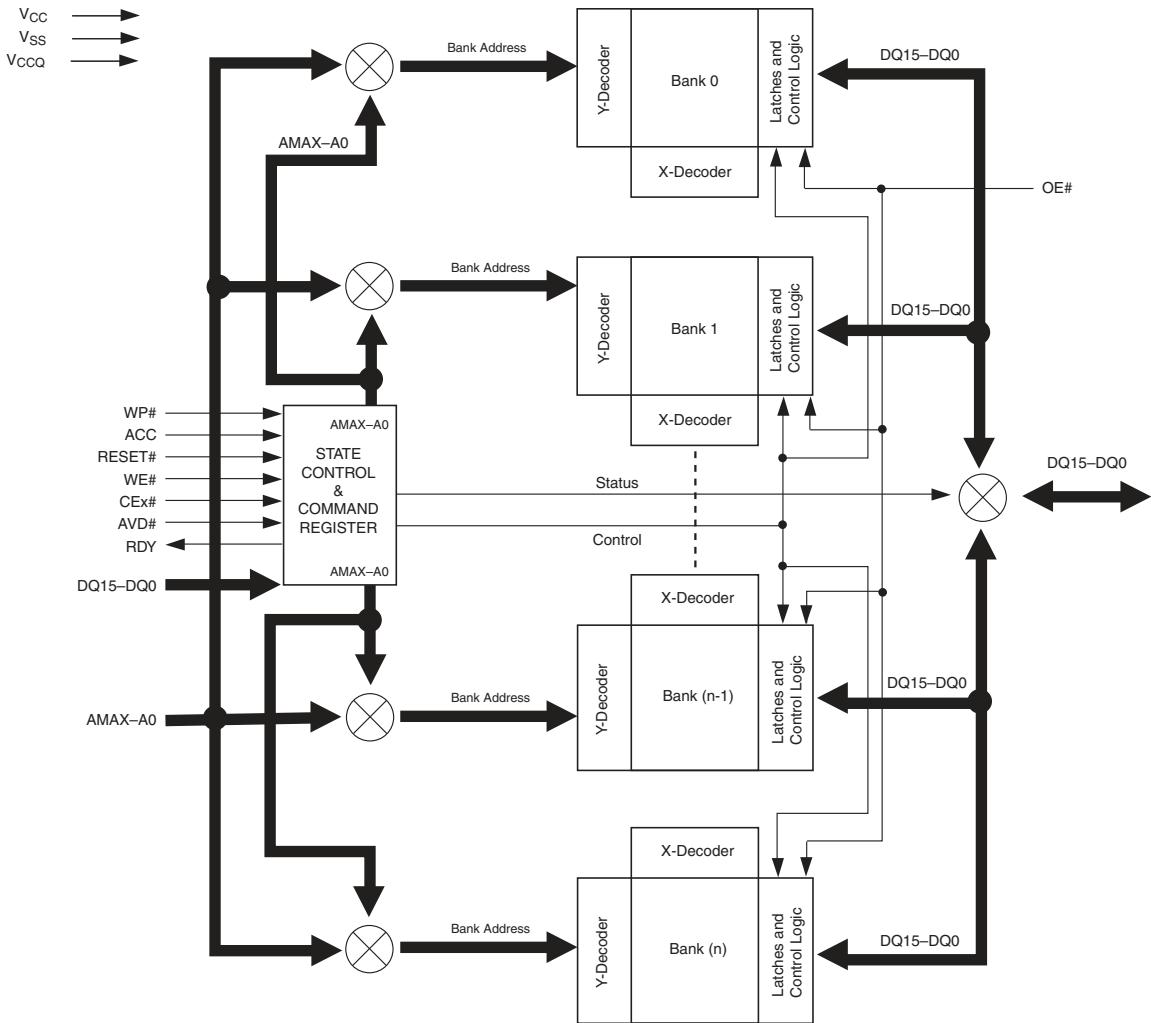 VCC
VSS
VCCQ
Bank Address
Y-Decoder
Bank 0
Latches and
Control Logic
DQ15–DQ0
AMAX–A0
X-Decoder
OE#
Bank Address
Y-Decoder
Bank 1
Latches and
Control Logic
DQ15–DQ0
X-Decoder
WP#
ACC
RESET#
WE#
CEx#
AVD#
RDY
DQ15–DQ0
AMAX–A0
STATE
CONTROL
&
COMMAND
REGISTER
AMAX–A0
Status
Control
DQ15–DQ0
X-Decoder
AMAX–A0
Bank Address
Y-Decoder
Bank (n-1)
Latches and
Control Logic
DQ15–DQ0
X-Decoder
Bank Address
Y-Decoder
Bank (n)
Latches and
Control Logic
DQ15–DQ0